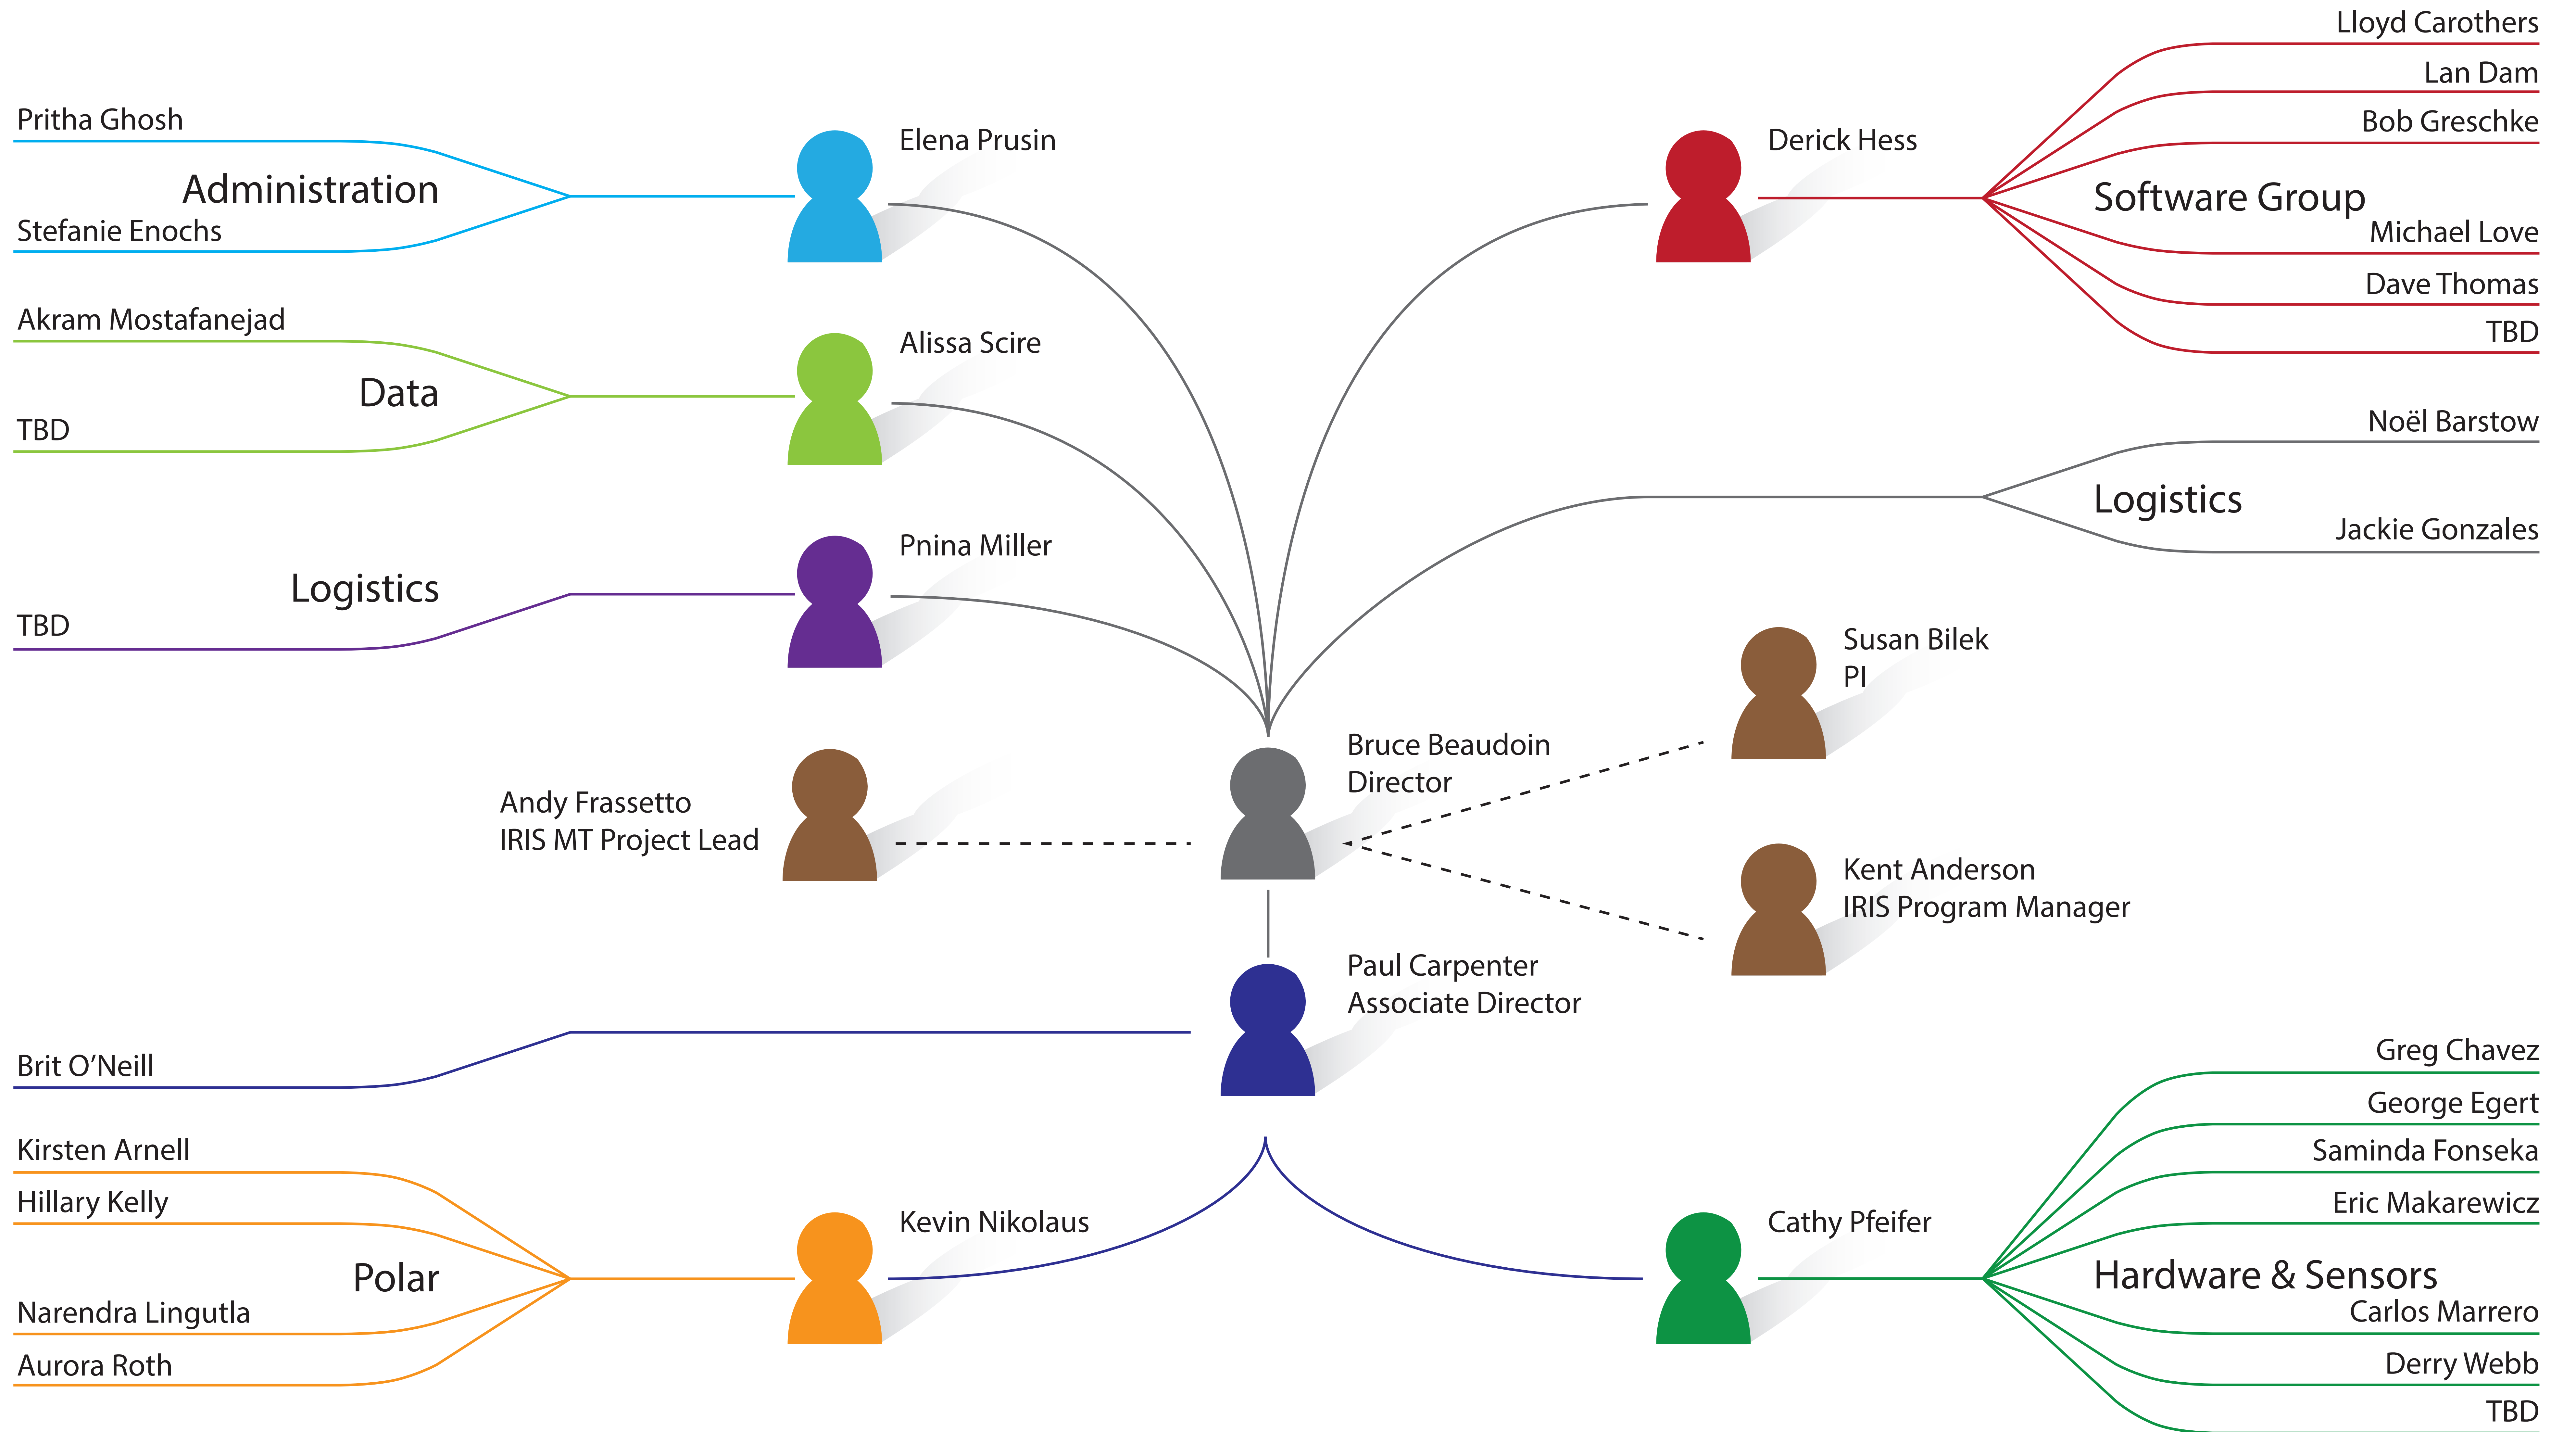 Pritha Ghosh
Administration
Stefanie Enochs
Elena Prusin
Akram Mostafanejad
Data
TBD
Alissa Scire
Logistics
TBD
Pnina Miller
Derick Hess
Lloyd Carothers
Lan Dam
Bob Greschke
Software Group
Michael Love
Dave Thomas
TBD
Noël Barstow
Logistics
Jackie Gonzales
Andy Frassetto
IRIS MT Project Lead
Bruce Beaudoin
Director
Susan Bilek
PI
Kent Anderson
IRIS Program Manager
Paul Carpenter
Associate Director
Brit O’Neill
Kirsten Arnell
Hillary Kelly
Polar
Narendra Lingutla
Aurora Roth
Kevin Nikolaus
Cathy Pfeifer
Greg Chavez
George Egert
Saminda Fonseka
Eric Makarewicz
Hardware & Sensors
Carlos Marrero
Derry Webb
TBD